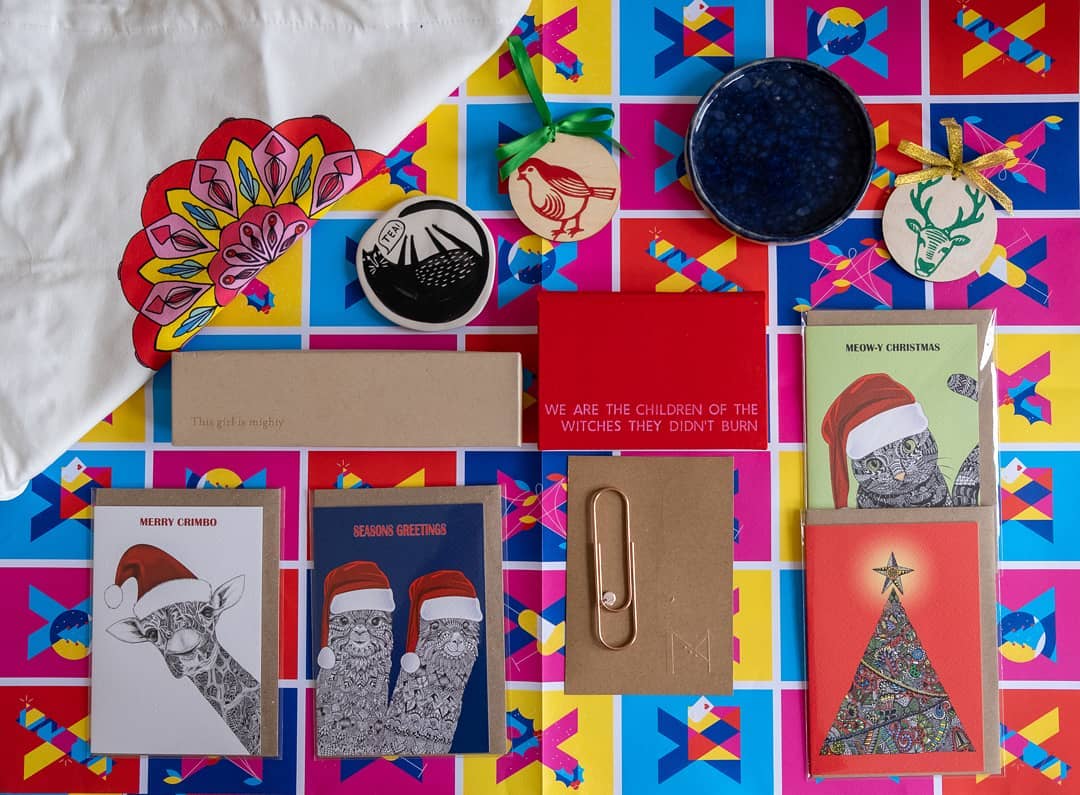 TEA!
This girl is mighty
WE ARE THE CHILDREN OF THE
WITCHES THEY DIDN'T BURN
MEOW-Y CHRISTMAS
MERRY CRIMBO
SEASONS GREETINGS